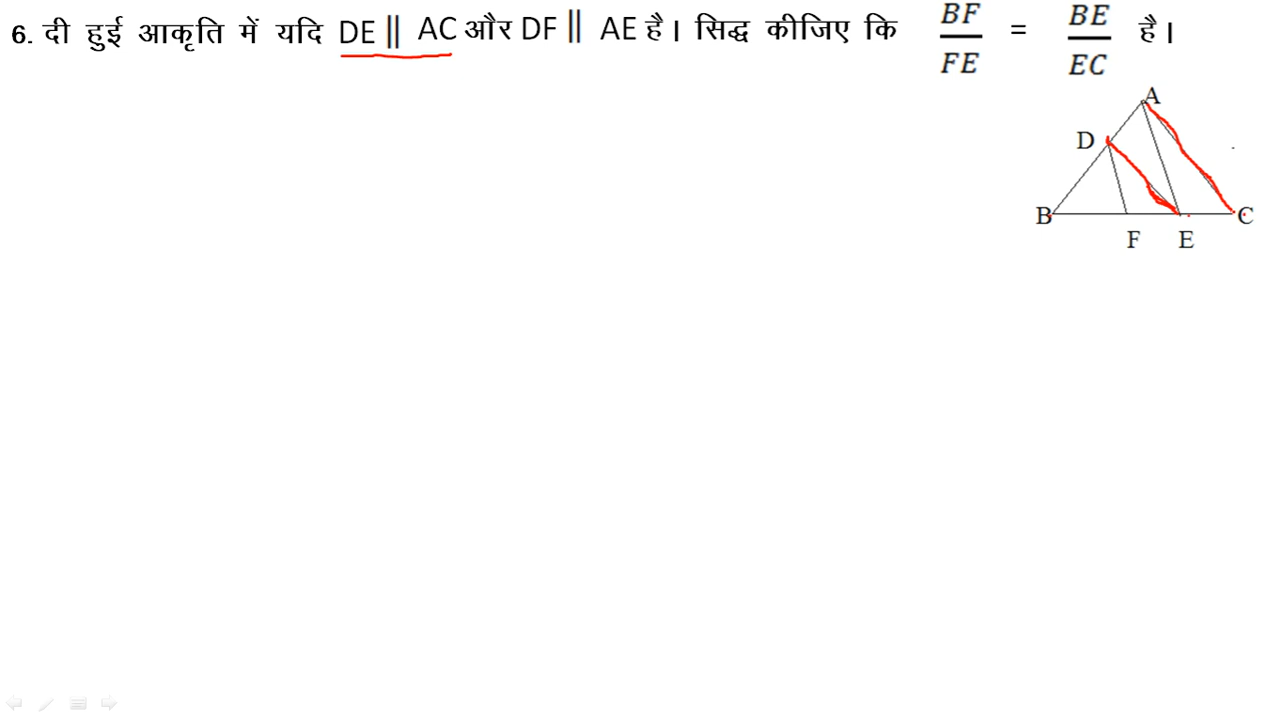 6. दी हुई आकृति में यदि DE || AC और DF || AE है। सिद्ध कीजिए कि BF/FE = BE/EC है।
A
D
B
C
F E